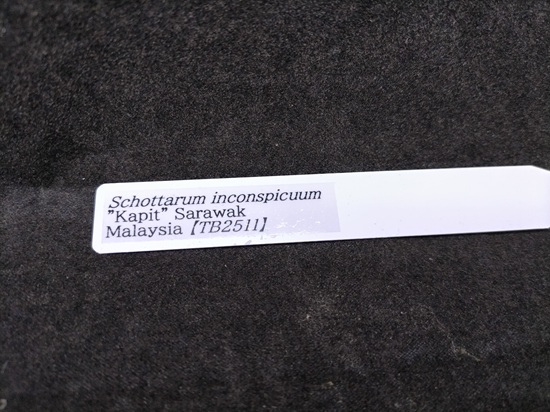 Schottarum inconspicuum
"Kapit" Sarawak
Malaysia【TB2511】